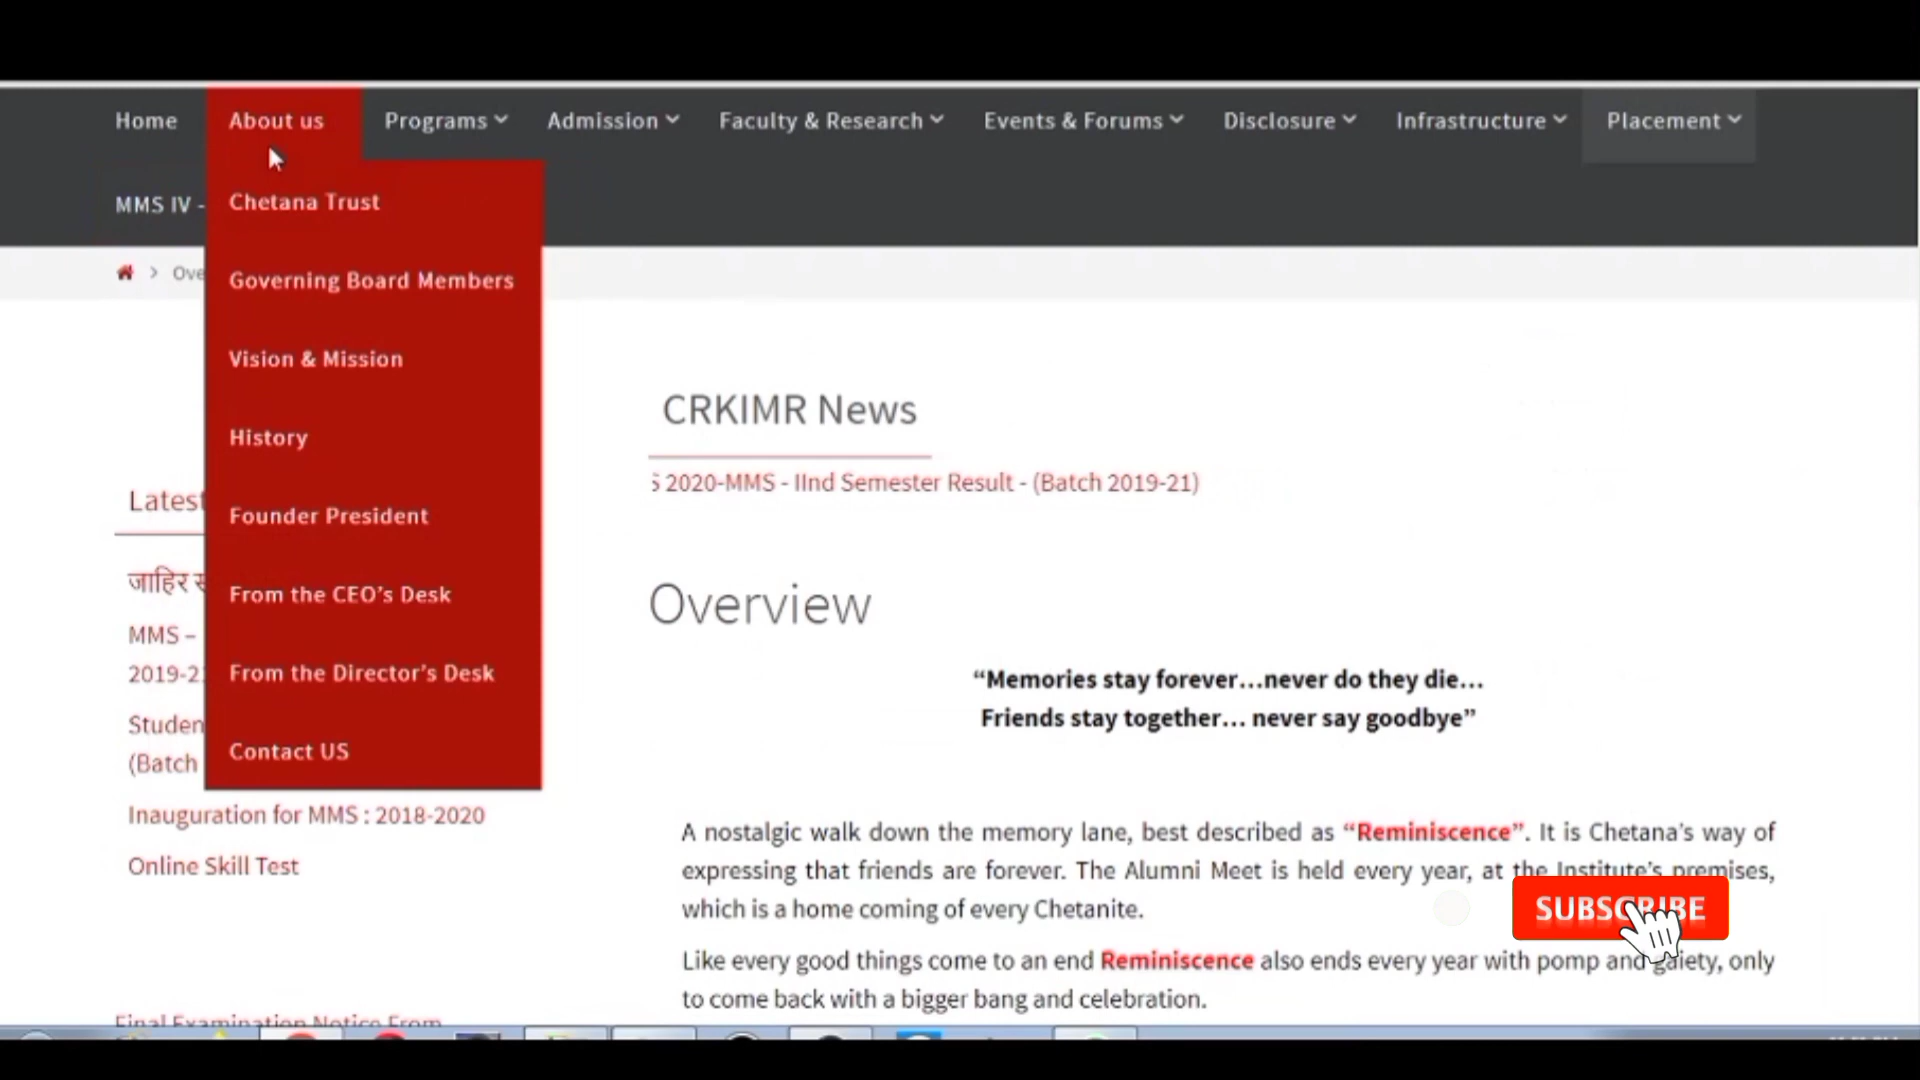 Home About us Programs Admission Faculty & Research Events & Forums Disclosure Infrastructure Placement
MMS IV -
Chetana Trust
Governing Board Members
Vision & Mission
History
Founder President
From the CEO’s Desk
From the Director’s Desk
Contact US
Latest
जाहिर
MMS –
2019-2
(Batch
Inauguration for MMS : 2018-2020
Online Skill Test
Final Examination Notice From
CRKIMR News
2020-MMS - IInd Semester Result - (Batch 2019-21)
Overview
“Memories stay forever…never do they die…
Friends stay together… never say goodbye”
A nostalgic walk down the memory lane, best described as “Reminiscence”. It is Chetana’s way of
expressing that friends are forever. The Alumni Meet is held every year, at the Institute’s premises,
which is a home coming of every Chetanite.
Like every good things come to an end Reminiscence also ends every year with pomp and gaiety, only
to come back with a bigger bang and celebration.
SUBSCRIBE